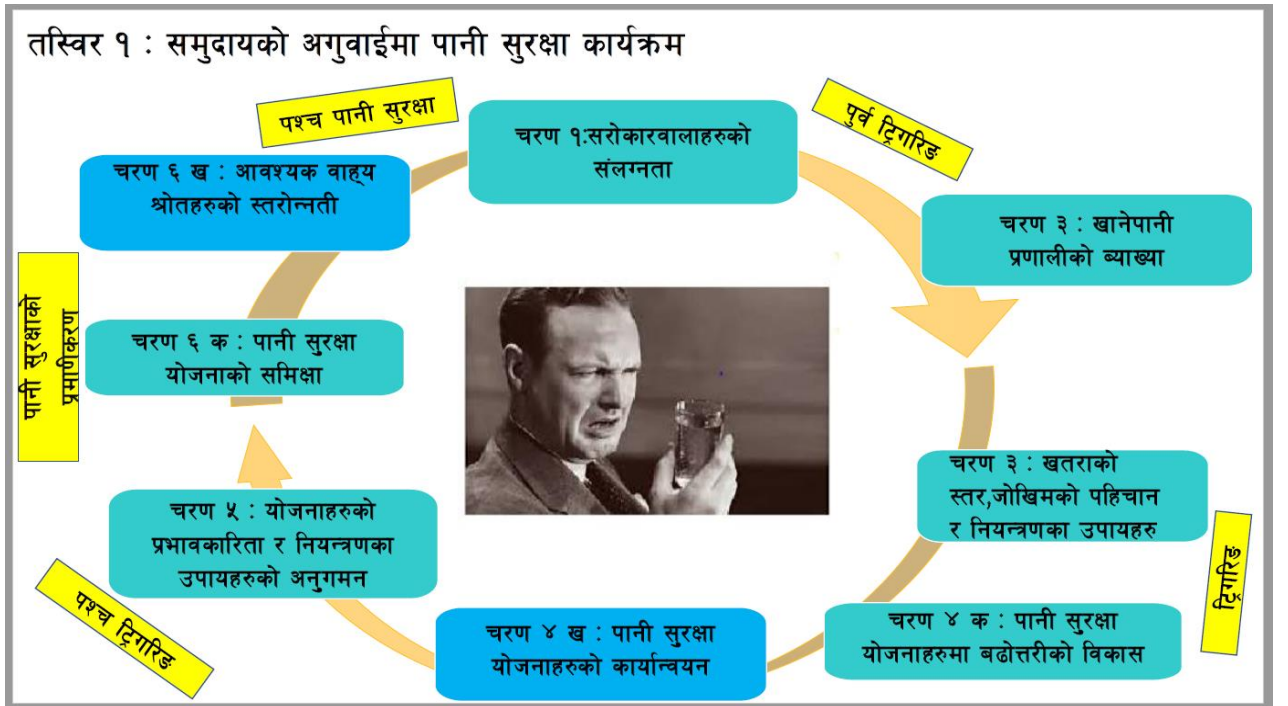 तस्विर १ : समुदायको अगुवाईमा पानी सुरक्षा कार्यक्रम
पश्च पानी सुरक्षा
चरण १:सरोकारवालाहरुको
संलग्नता
पुर्व ट्रिगरिङ
चरण ३ : खानेपानी
प्रणालीको ब्याख्या
चरण ३ : खतराको
स्तर,जोखिमको पहिचान
र नियन्त्रणका उपायहरु
ट्रिगरिङ
चरण ४ क : पानी सुरक्षा
योजनाहरुमा बढोत्तरीको विकास
चरण ४ ख : पानी सुरक्षा
योजनाहरुको कार्यान्वयन
पश्च ट्रिगरिङ
चरण ५ : योजनाहरुको
प्रभावकारिता र नियन्त्रणका
उपायहरुको अनुगमन
चरण ६ क : पानी सुरक्षा
योजनाको समिक्षा
पानी सुरक्षाको
प्रमाणीकरण
चरण ६ ख : आवश्यक वाह्य
श्रोतहरुको स्तरोन्नती